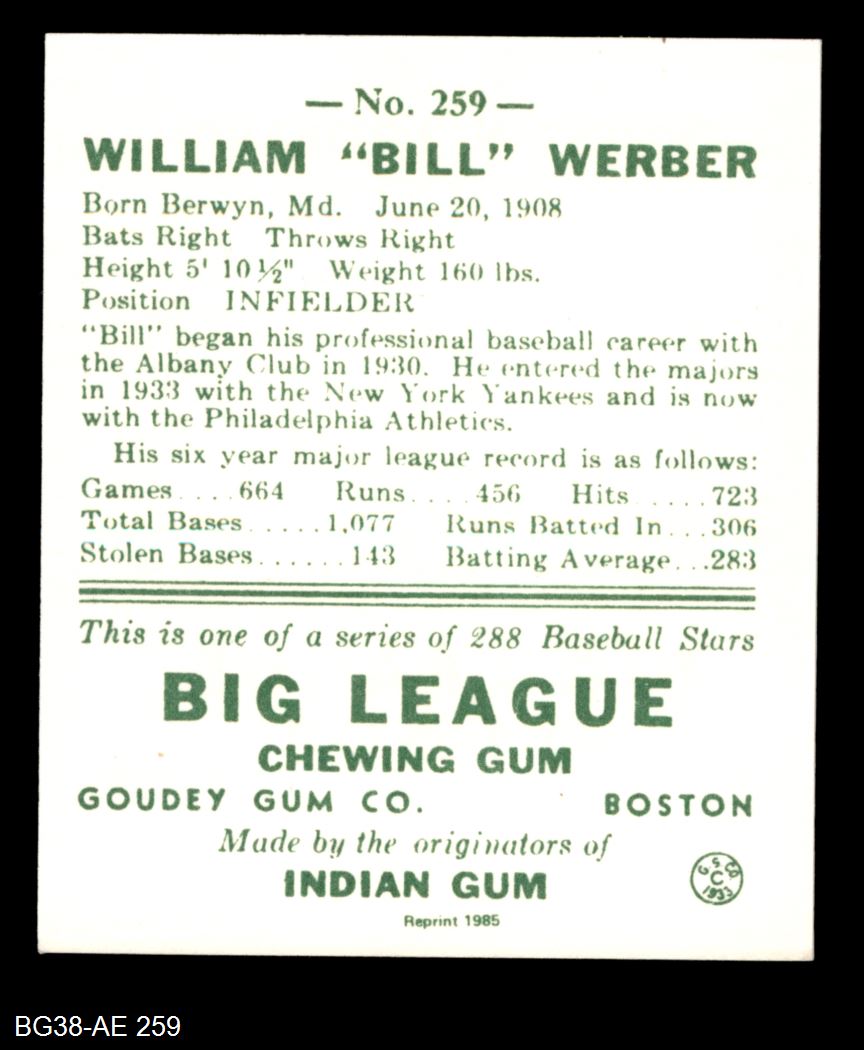 — No. 259 —
WILLIAM “BILL” WERBER
Born Berwyn, Md. June 20, 1908
Bats Right Throws Right
Height 5' 10½" Weight 160 lbs.
Position INFIELDER
“Bill” began his professional baseball career with
the Albany Club in 1930. He entered the majors
in 1933 with the New York Yankees and is now
with the Philadelphia Athletics.
His six year major league record is as follows:
Games....664 Runs....456 Hits.....723
Total Bases.....1,077 Runs Batted In...306
Stolen Bases......143 Batting Average...283
This is one of a series of 288 Baseball Stars
BIG LEAGUE
CHEWING GUM
GOUDEY GUM CO. BOSTON
Made by the originators of
INDIAN GUM
G. S. CO.
C
1933
Reprint 1985
BG38-AE 259